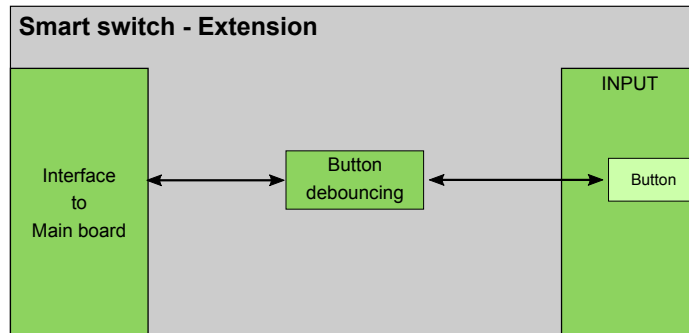 Smart switch - Extension
INPUT
Interface
to
Main board
Button
debouncing
Button